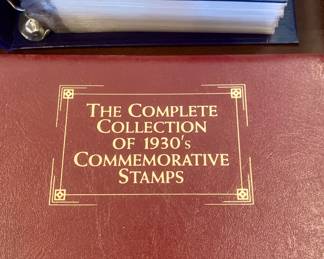 THE COMPLETE
COLLECTION
OF 1930's
COMMEMORATIVE
STAMPS